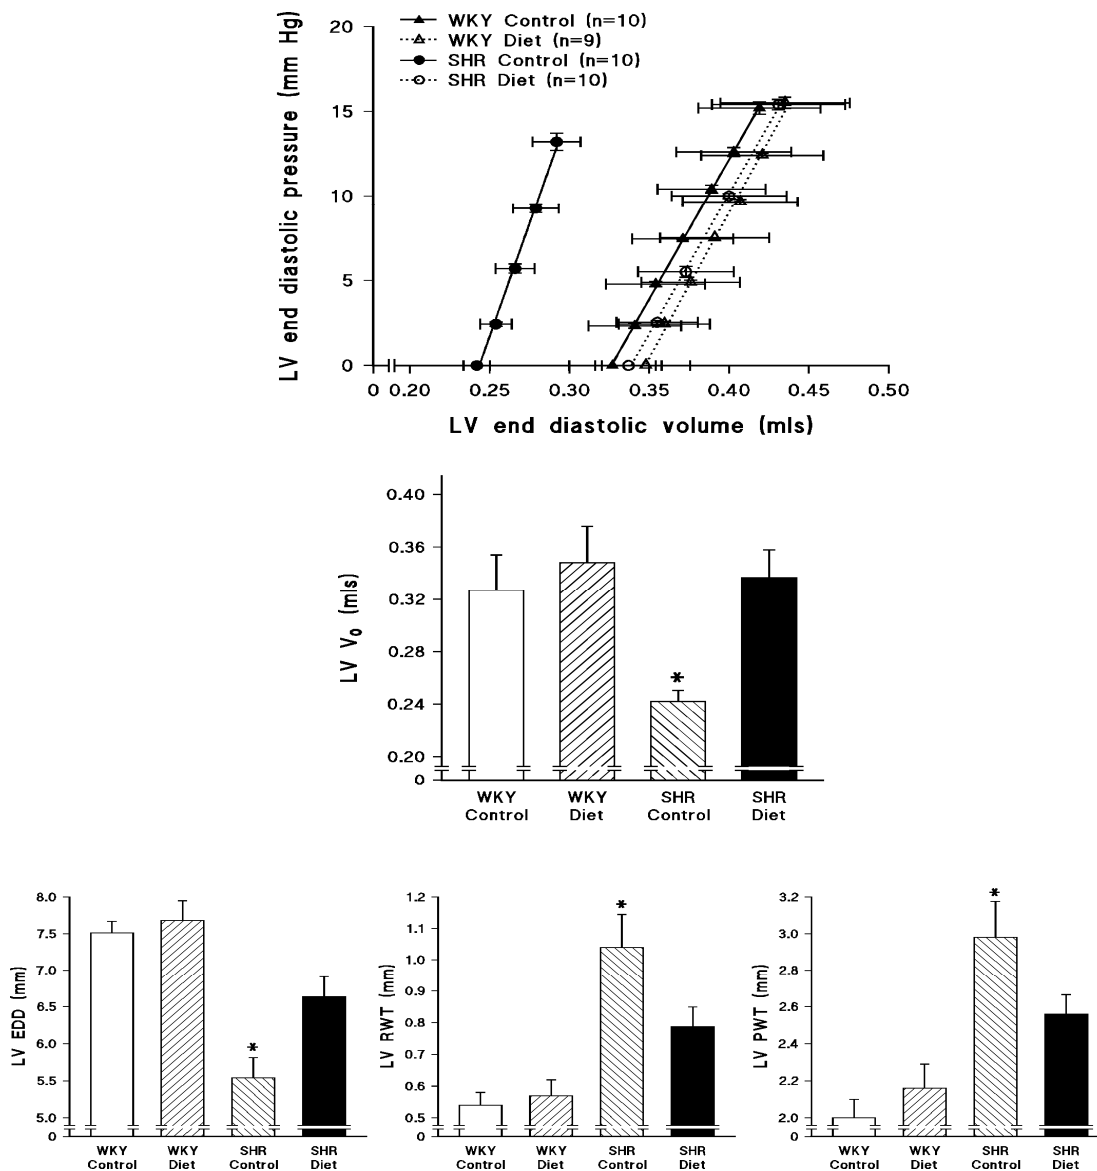 WKY Control (n=10)
WKY Diet (n=9)
SHR Control (n=10)
SHR Diet (n=10)
LV end diastolic pressure (mm Hg)
20
15
10
5
0
0 0.20 0.25 0.30 0.35 0.40 0.45 0.50
LV end diastolic volume (mls)
LV V0 (mls)
0.40
0.36
0.32
0.28
*
0.24
0.20
0
WKY Control
WKY Diet
SHR Control
SHR Diet
LV EDD (mm)
8.0
7.5
7.0
6.5
6.0
*
5.5
5.0
0
WKY Control
WKY Diet
SHR Control
SHR Diet
LV RWT (mm)
1.2
*
1.1
1.0
0.9
0.8
0.7
0.6
0.5
0
WKY Control
WKY Diet
SHR Control
SHR Diet
LV PWT (mm)
3.2
*
3.0
2.8
2.6
2.4
2.2
2.0
0
WKY Control
WKY Diet
SHR Control
SHR Diet